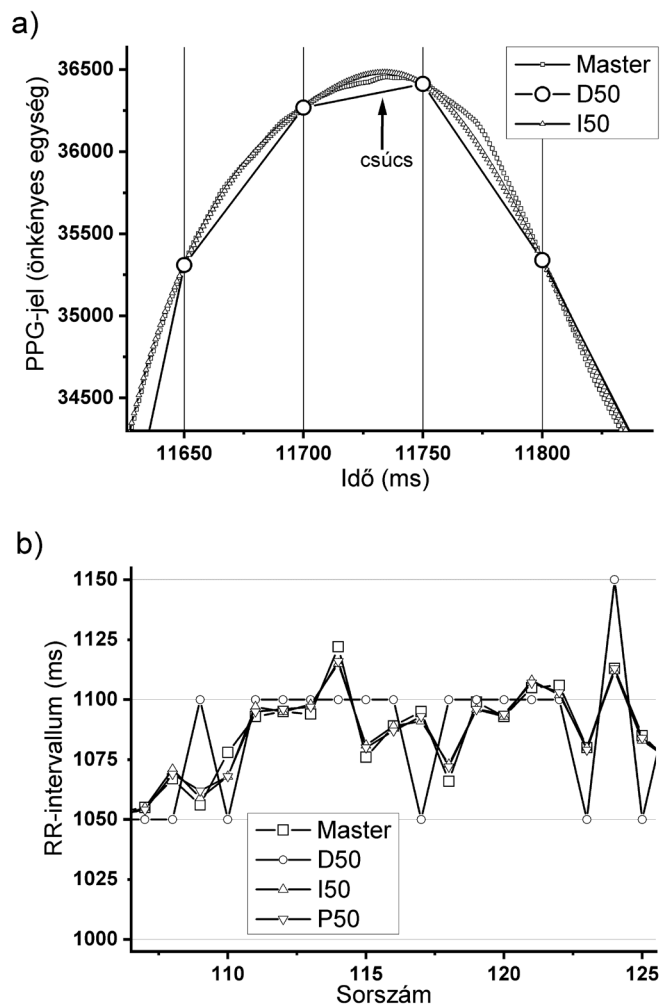 a)
PPG-jel (önkényes egység)
36500
36000
35500
35000
34500
csúcs
Master
D50
I50
11650 11700 11750 11800
Idő (ms)
b)
RR-intervallum (ms)
1150
1125
1100
1075
1050
1025
1000
Master
D50
I50
P50
110 115 120 125
Sorszám